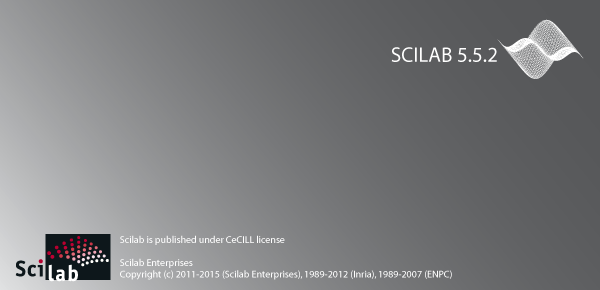 SCILAB 5.5.2
Scilab is published under CeCILL license
Scilab
Scilab Enterprises
Copyright (c) 2011-2015 (Scilab Enterprises), 1989-2012 (Inria), 1989-2007 (ENPC)